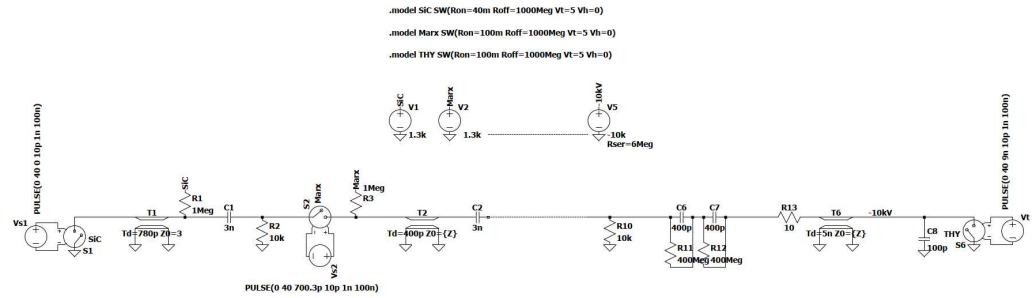 .model SiC SW(Ron=40m Roff=1000Meg Vt=5 Vh=0)
.model Marx SW(Ron=100m Roff=1000Meg Vt=5 Vh=0)
.model THY SW(Ron=100m Roff=1000Meg Vt=5 Vh=0)
SiC
V1
1.3k
Marx
V2
1.3k
-10kV
V5
-10k
Rser=6Meg
PULSE(0 40 0 10p 1n 100n)
Vs1
SiC
S1
T1
Td=780p Z0=3
SiC
R1
1Meg
C1
3n
R2
10k
S2
Marx
Vs2
PULSE(0 40 700.3p 10p 1n 100n)
Marx
1Meg
R3
T2
Td=400p Z0={Z}
C2
3n
R10
10k
C6
400p
R11
400Meg
C7
400p
R12
400Meg
R13
10
T6
Td=5n Z0={Z}
-10kV
C8
100p
THY
S6
PULSE(0 40 9n 10p 1n 100n)
Vt